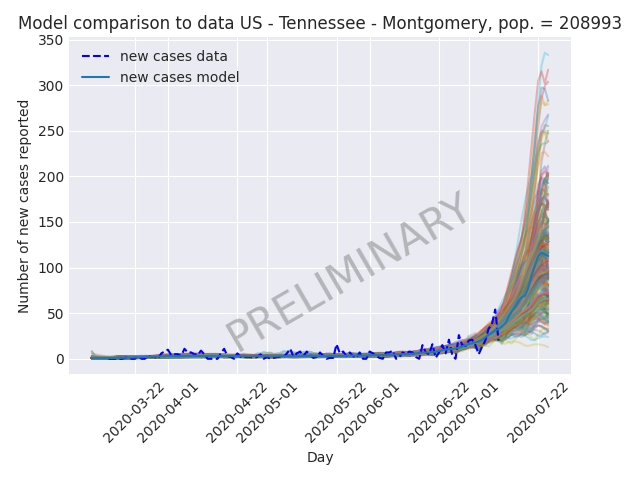 Model comparison to data US - Tennessee - Montgomery, pop. = 208993
350
300
250
200
150
100
50
0
Number of new cases reported
new cases data
new cases model
PRELIMINARY
2020-03-22
2020-04-01
2020-04-22
2020-05-01
2020-05-22
2020-06-01
2020-06-22
2020-07-01
2020-07-22
Day